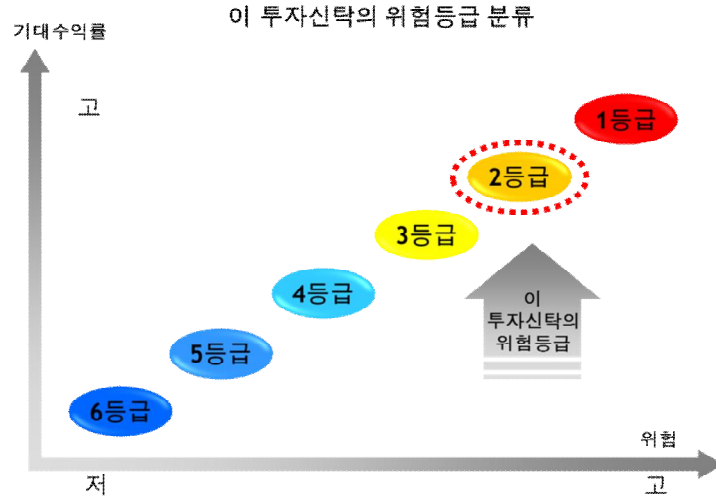 이 투자신탁의 위험등급 분류
기대수익률
고
1등급
2등급
3등급
4등급
이
투자신탁의
위험등급
5등급
6등급
위험
저
고